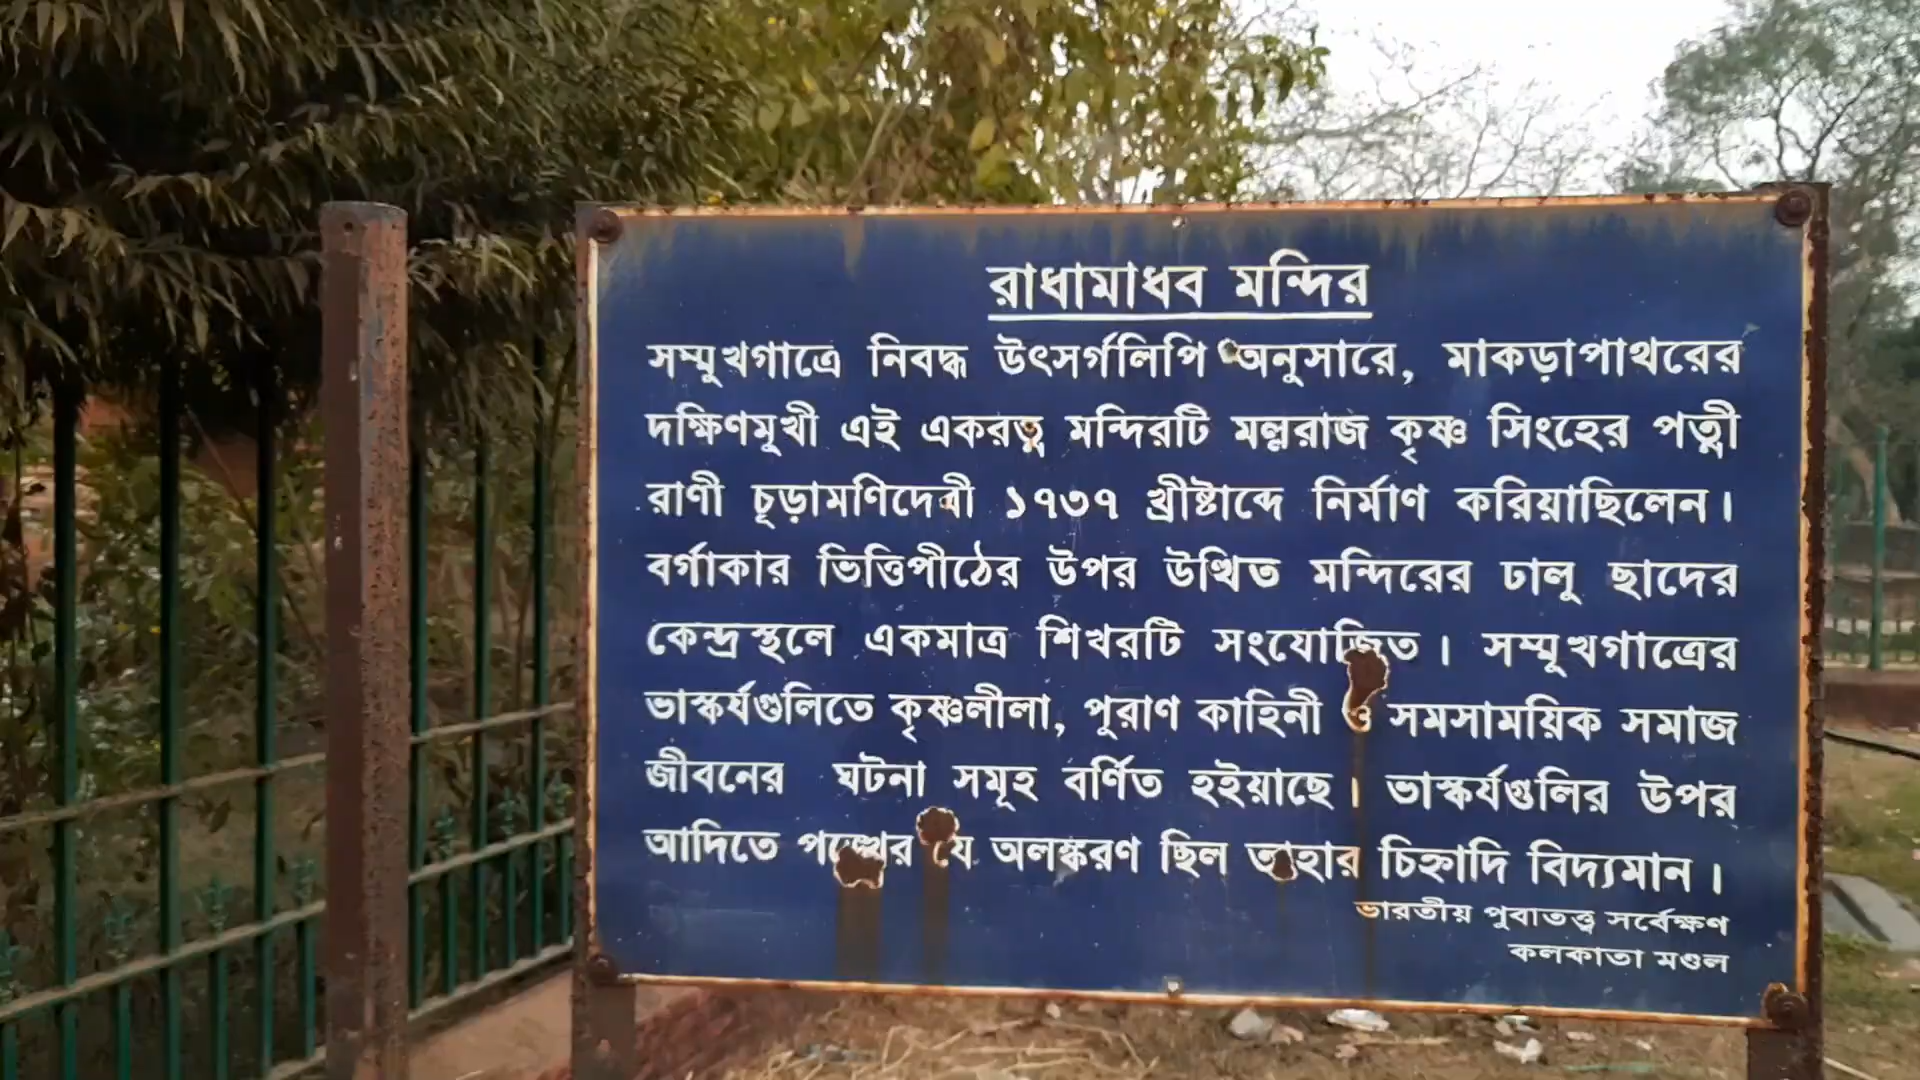 রাধামাধব মন্দির
সম্মুখগাত্রে নিবদ্ধ উৎসর্গলিপি অনুসারে, মাকড়াপাথরের
দক্ষিণমুখী এই একরত্ন মন্দিরটি মল্লরাজ কৃষ্ণ সিংহের পত্নী
রাণী চূড়ামণিদেবী ১৭৩৭ খ্রীষ্টাব্দে নির্মাণ করিয়াছিলেন।
বর্গাকার ভিত্তিপীঠের উপর উত্থিত মন্দিরের ঢালু ছাদের
কেন্দ্রস্থলে একমাত্র শিখরটি সংযোজিত। সম্মুখগাত্রের
ভাস্কর্যগুলিতে কৃষ্ণলীলা, পুরাণ কাহিনী ও সমসাময়িক সমাজ
জীবনের ঘটনা সমূহ বর্ণিত হইয়াছে। ভাস্কর্যগুলির উপর
আদিতে পঙ্খের যে অলঙ্করণ ছিল তাহার চিহ্নাদি বিদ্যমান।
ভারতীয় পুরাতত্ত্ব সর্বেক্ষণ
কলকাতা মণ্ডল